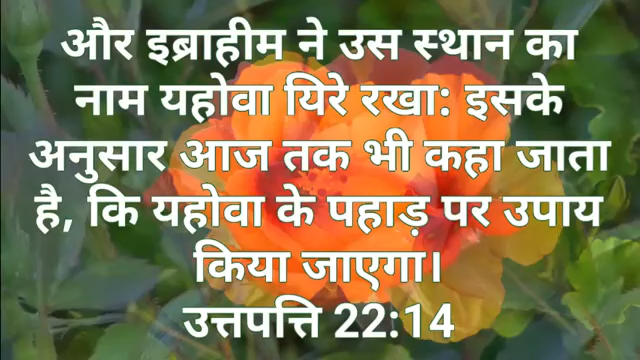 और इब्राहीम ने उस स्थान का
नाम यहोवा यिरे रखा: इसके
अनुसार आज तक भी कहा जाता
है, कि यहोवा के पहाड़ पर उपाय
किया जाएगा।
उत्तपत्ति 22:14